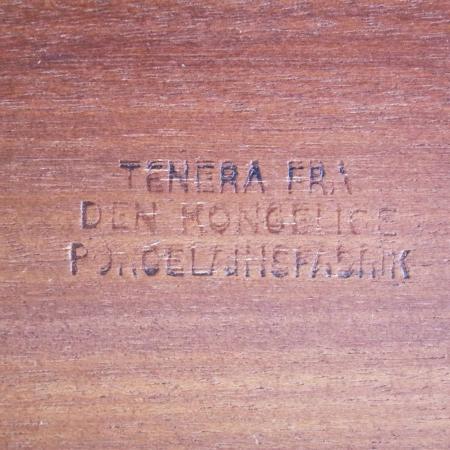 TENERA FRA
DEN KONGELIGE
PORCELAINSFABRIK